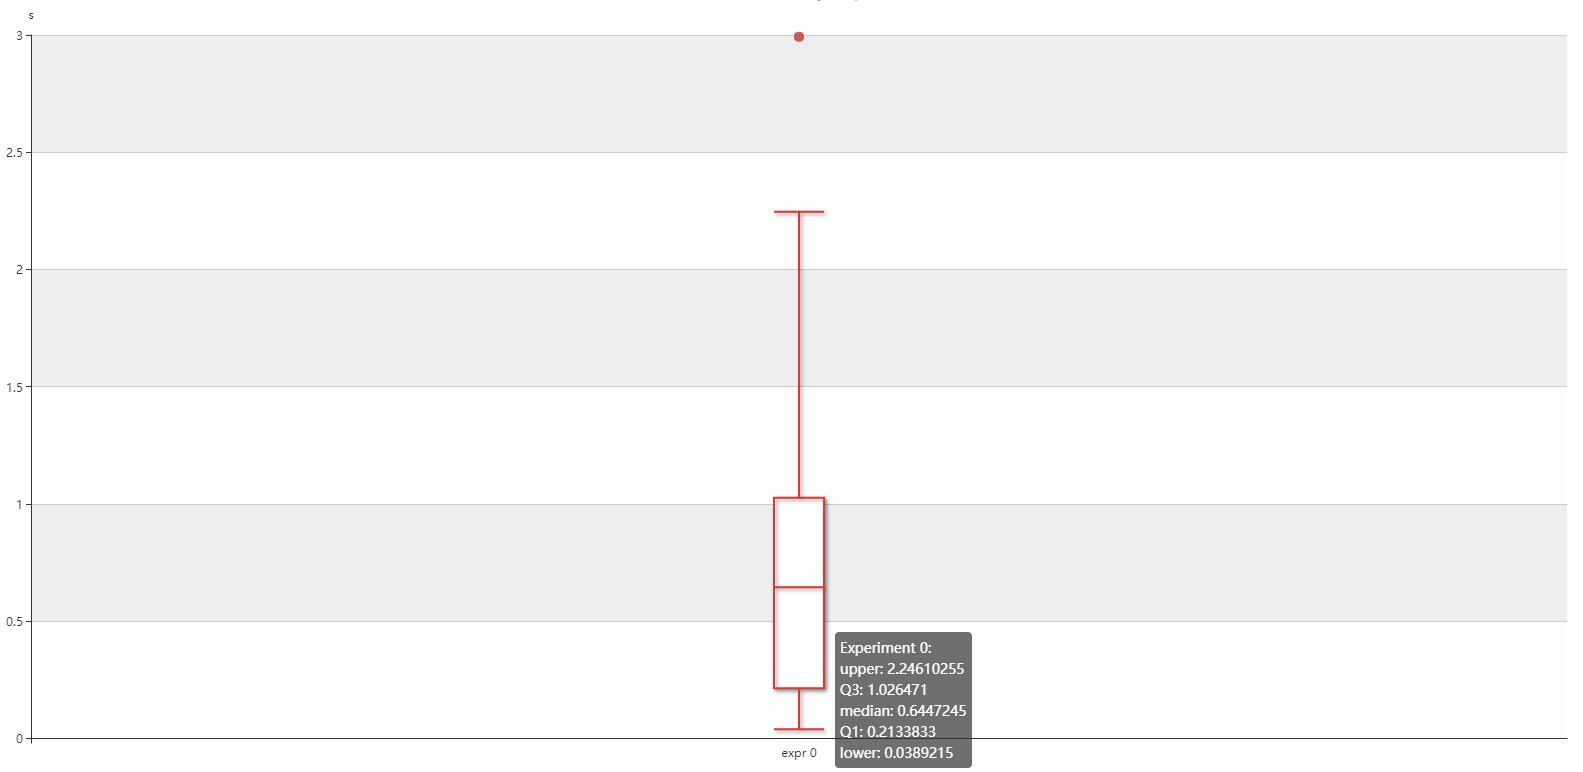 s
3
2.5
2
1.5
1
0.5
0
expr 0
Experiment 0:
upper: 2.24610255
Q3: 1.026471
median: 0.6447245
Q1: 0.2133833
lower: 0.0389215